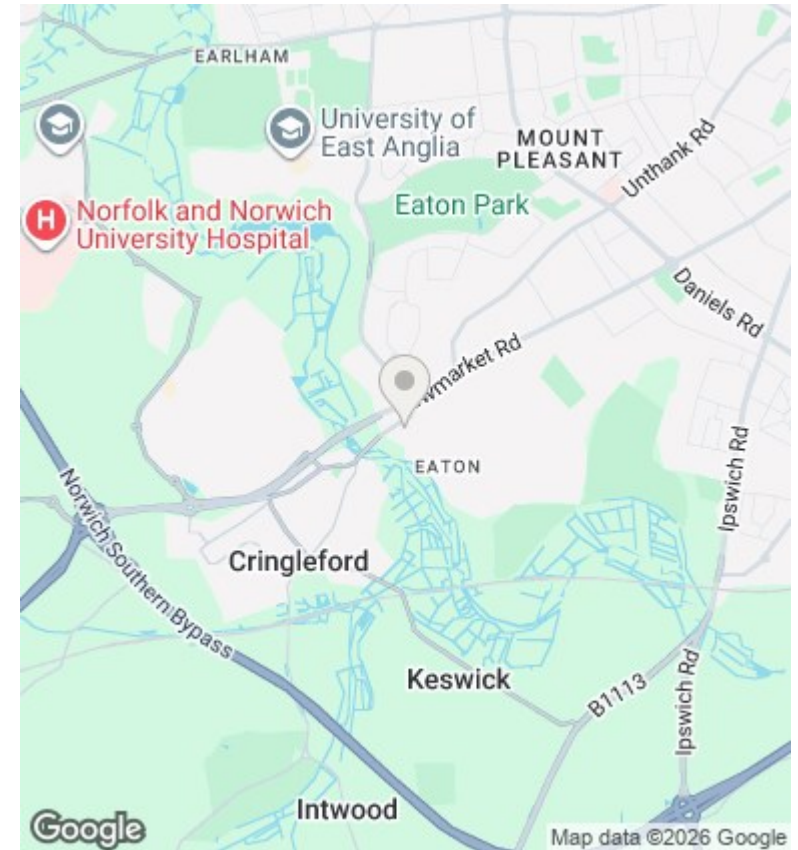 EARLHAM
University of
East Anglia
MOUNT
PLEASANT
Unthank Rd
Norfolk and Norwich
University Hospital
H
Eaton Park
Daniels Rd
wmarket Rd
EATON
Ipswich Rd
Norwich Southern Bypass
Cringleford
Keswick
B1113
Ipswich Rd
Intwood
Google
Map data ©2026 Google